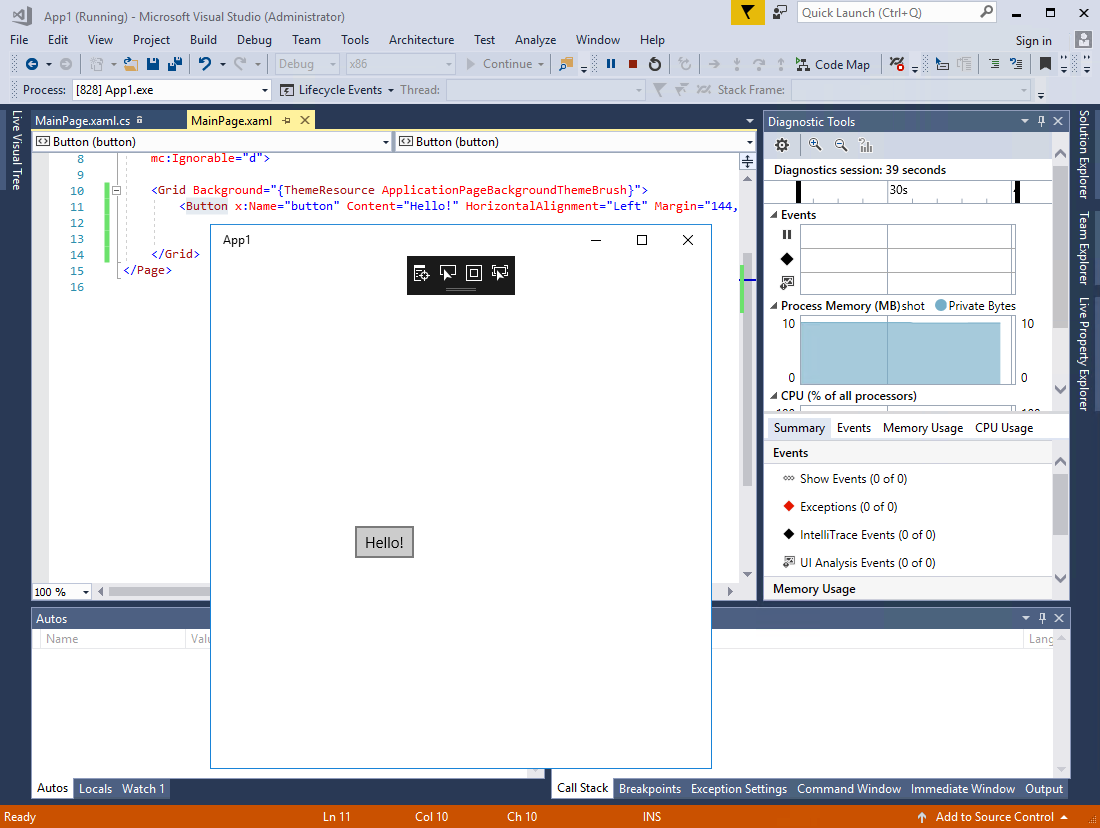 App1 (Running) - Microsoft Visual Studio (Administrator)
Quick Launch (Ctrl+Q)
File Edit View Project Build Debug Team Tools Architecture Test Analyze Window Help
Sign in
Debug x86 Continue Code Map
Process: [828] App1.exe Lifecycle Events Thread: Stack Frame:
Live Visual Tree
MainPage.xaml.cs MainPage.xaml
Button (button) Button (button)
8 mc:Ignorable="d">
9
10 <Grid Background="{ThemeResource ApplicationPageBackgroundThemeBrush}">
11 <Button x:Name="button" Content="Hello!" HorizontalAlignment="Left" Margin="144,
12
13
14 </Grid>
15 </Page>
16
100 %
App1
Hello!
Diagnostic Tools
Diagnostics session: 39 seconds
30s
Events
Process Memory (MB) shot Private Bytes
10 10
0 0
CPU (% of all processors)
100 100
Summary Events Memory Usage CPU Usage
Events
Show Events (0 of 0)
Exceptions (0 of 0)
IntelliTrace Events (0 of 0)
UI Analysis Events (0 of 0)
Memory Usage
Solution Explorer
Team Explorer
Live Property Explorer
Autos
Name Valu
Lang
Autos Locals Watch 1
Call Stack Breakpoints Exception Settings Command Window Immediate Window Output
Ready Ln 11 Col 10 Ch 10 INS Add to Source Control